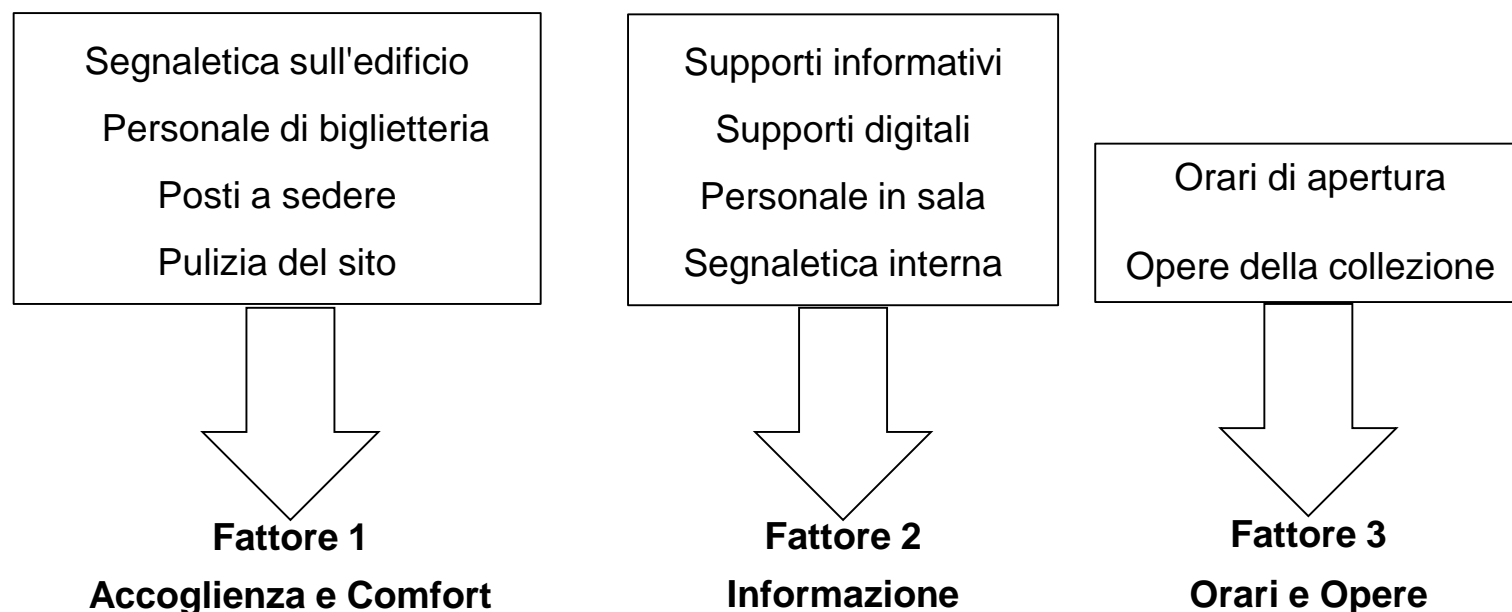 Segnaletica sull'edificio
Personale di biglietteria
Posti a sedere
Pulizia del sito
Fattore 1
Accoglienza e Comfort
Supporti informativi
Supporti digitali
Personale in sala
Segnaletica interna
Fattore 2
Informazione
Orari di apertura
Opere della collezione
Fattore 3
Orari e Opere